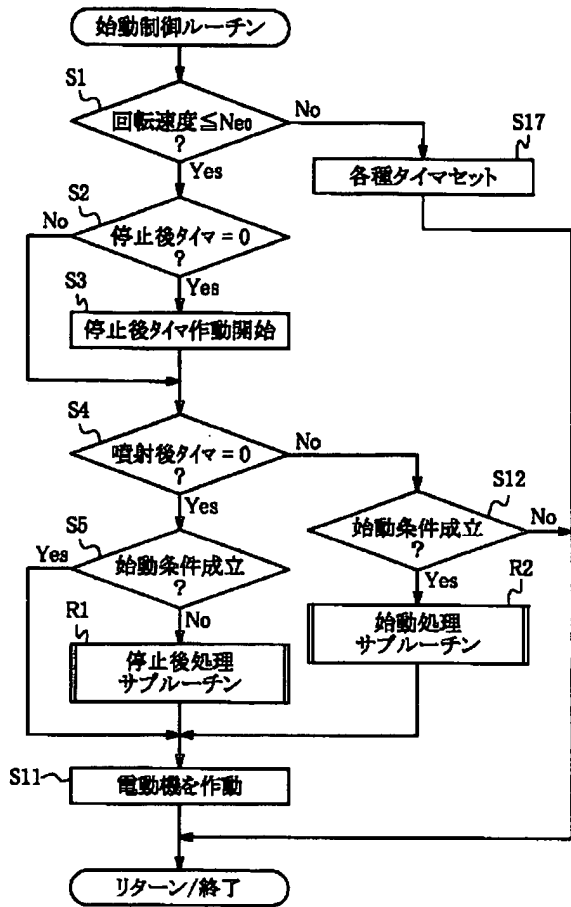 始動制御ルーチン
S1
回転速度≦Ne0
?
No
Yes
S17
各種タイマセット
S2
No
停止後タイマ=0
?
Yes
S3
停止後タイマ作動開始
S4
噴射後タイマ=0
?
No
Yes
S12
始動条件成立
?
No
Yes
S5
Yes
始動条件成立
?
No
R2
始動処理
サブルーチン
R1
停止後処理
サブルーチン
S11
電動機を作動
リターン/終了